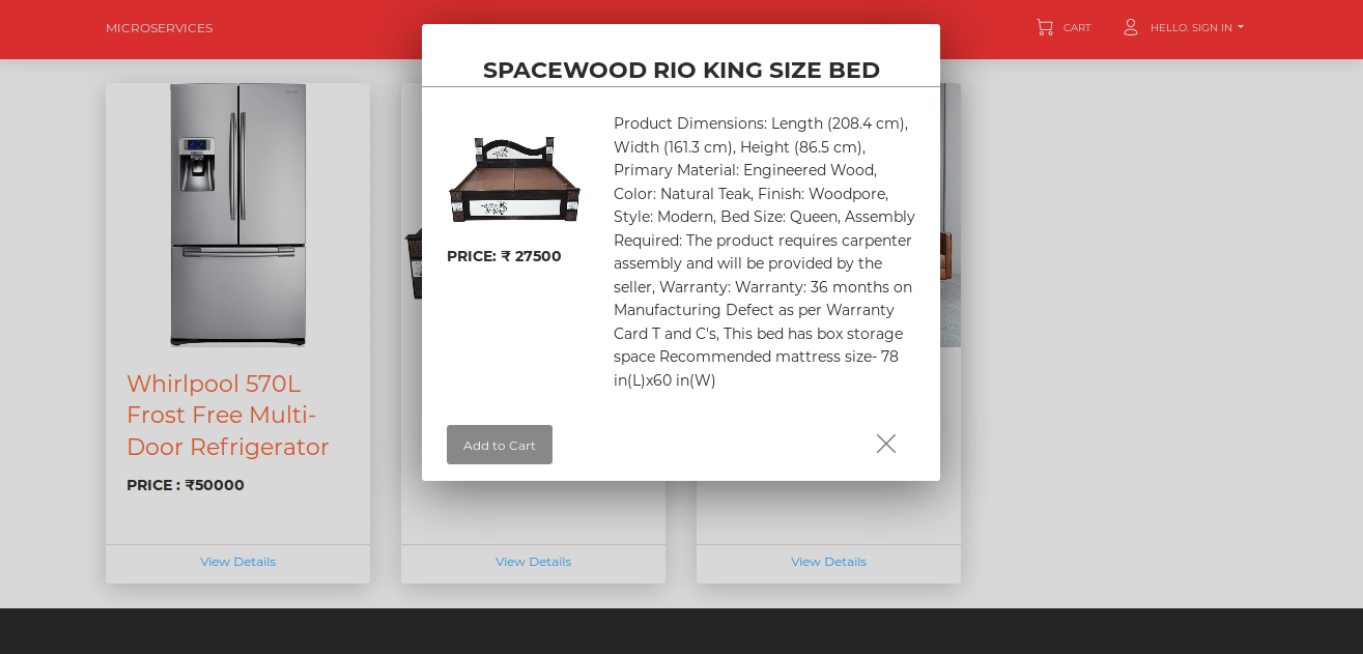 MICROSERVICES
CART
HELLO. SIGN IN
SPACEWOOD RIO KING SIZE BED
Product Dimensions: Length (208.4 cm),
Width (161.3 cm), Height (86.5 cm),
Primary Material: Engineered Wood,
Color: Natural Teak, Finish: Woodpore,
Style: Modern, Bed Size: Queen, Assembly
Required: The product requires carpenter
assembly and will be provided by the
seller, Warranty: Warranty: 36 months on
Manufacturing Defect as per Warranty
Card T and C's, This bed has box storage
space Recommended mattress size- 78
in(L)x60 in(W)
PRICE: ₹ 27500
Add to Cart
Whirlpool 570L
Frost Free Multi-
Door Refrigerator
PRICE : ₹50000
View Details
View Details
View Details